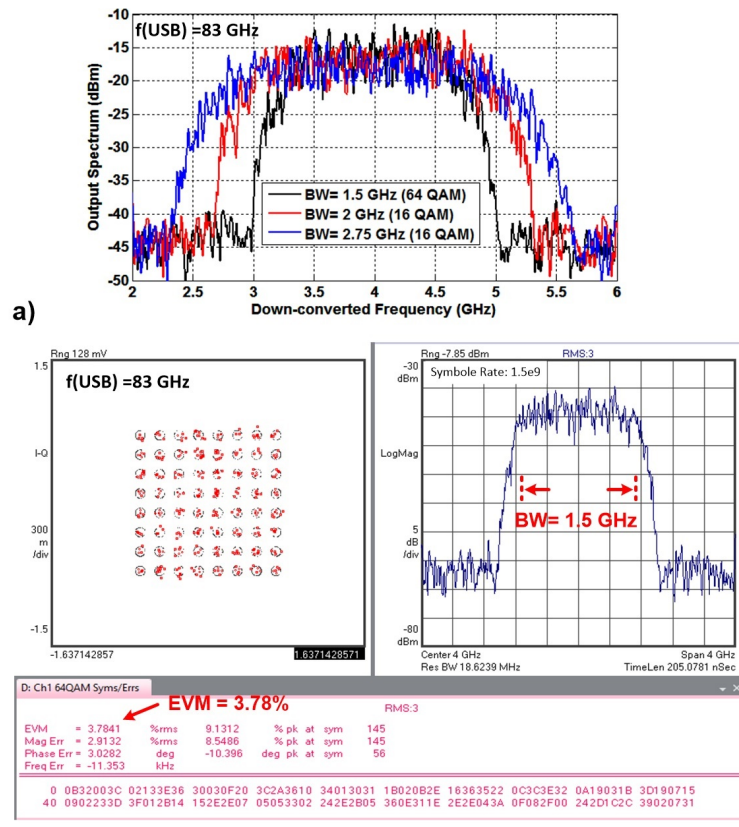 f(USB) =83 GHz
-10
-15
-20
-25
-30
-35
-40
-45
-50
Output Spectrum (dBm)
BW= 1.5 GHz (64 QAM)
BW= 2 GHz (16 QAM)
BW= 2.75 GHz (16 QAM)
2 2.5 3 3.5 4 4.5 5 5.5 6
Down-converted Frequency (GHz)
a)
Rng 128 mV
1.5
f(USB) =83 GHz
I-Q
300
m
/div
-1.5
-1.637142857 1.6371428571
Rng -7.85 dBm RMS:3
-30
dBm
Symbole Rate: 1.5e9
LogMag
BW= 1.5 GHz
5
dB
/div
-80
dBm
Center 4 GHz Span 4 GHz
Res BW 18.6239 MHz TimeLen 205.0781 nSec
D: Ch1 64QAM Syms/Errs
EVM = 3.78%
RMS:3
EVM = 3.7841 %rms 9.1312 % pk at sym 145
Mag Err = 2.9132 %rms 8.5486 % pk at sym 145
Phase Err = 3.0282 deg -10.396 deg pk at sym 56
Freq Err = -11.353 kHz
0 0B32003C 02133E36 30030F20 3C2A3610 34013031 1B020B2E 16363522 0C3C3E32 0A19031B 3D190715
40 0902233D 3F012B14 152E2E07 05053302 242E2B05 360E311E 2E2E043A 0F082F00 242D1C2C 39020731